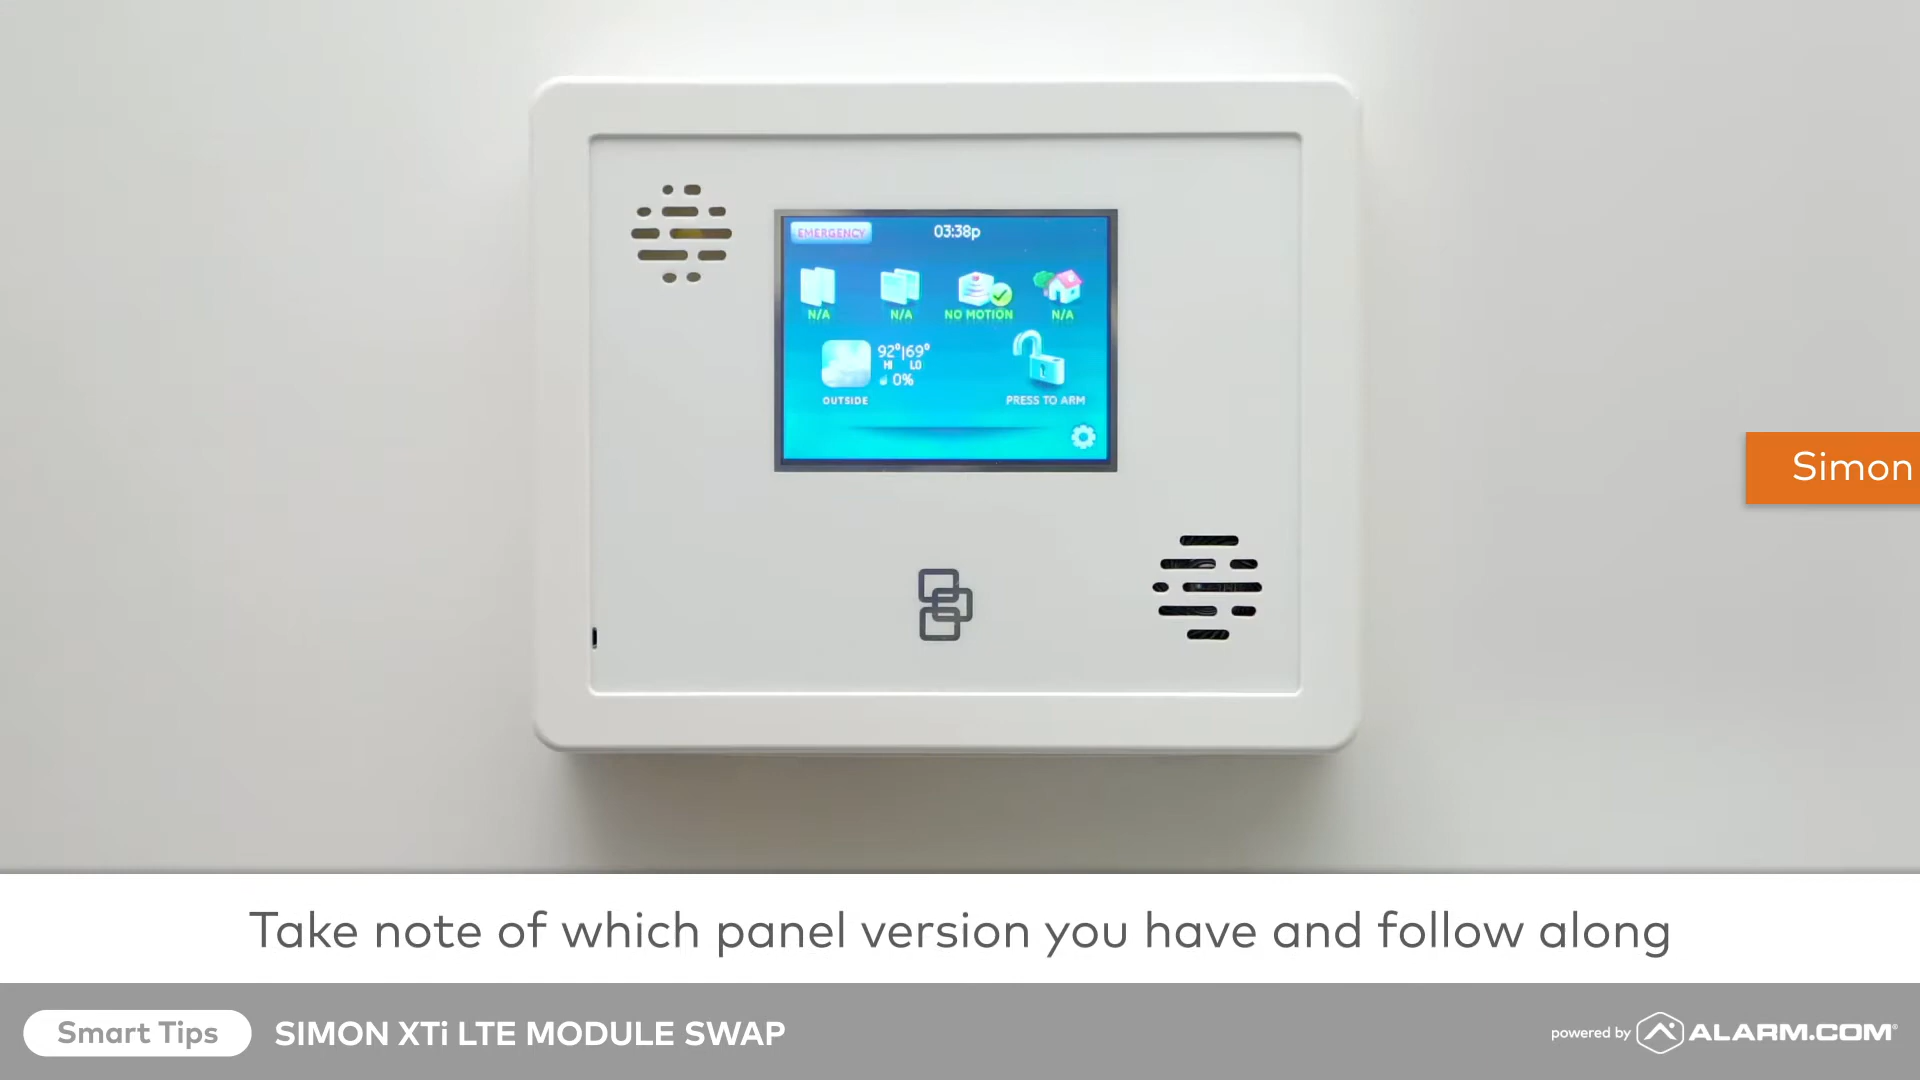 EMERGENCY
03:38p
N/A
N/A
NO MOTION
N/A
92°|69°
HI LO
0%
OUTSIDE
PRESS TO ARM
Simon
Take note of which panel version you have and follow along
Smart Tips
SIMON XTi LTE MODULE SWAP
powered by ALARM.COM®